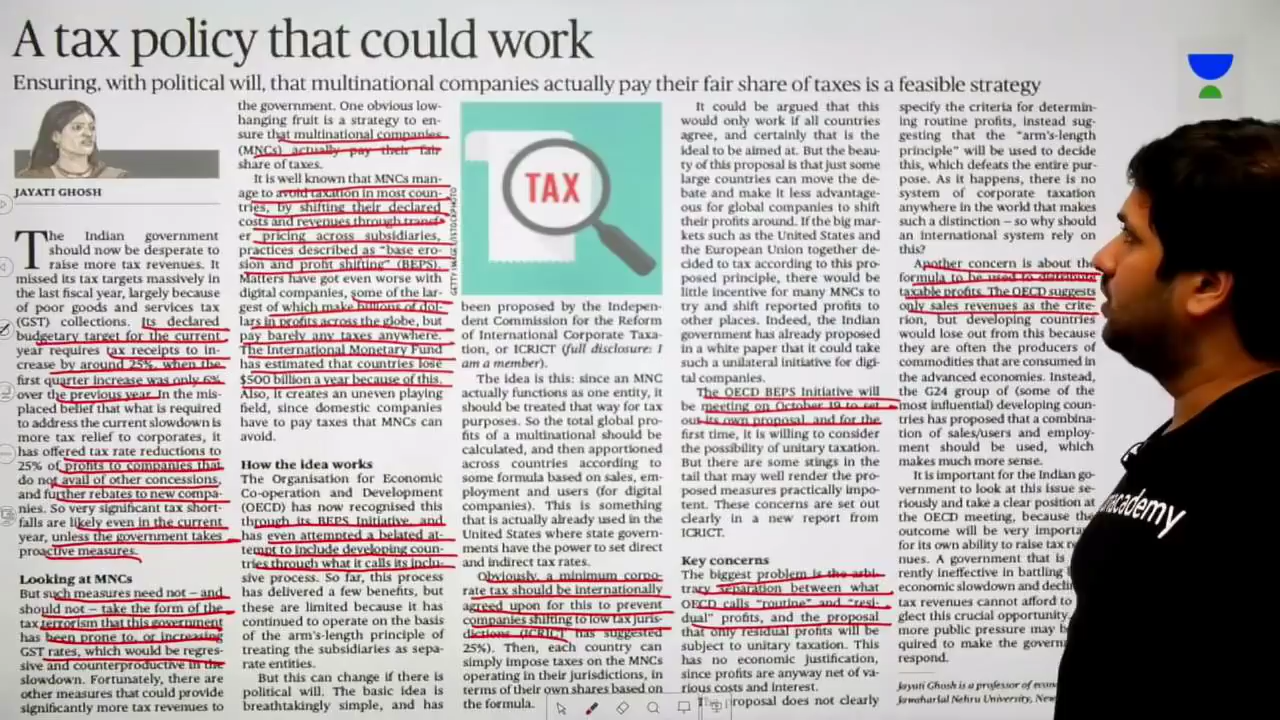 A tax policy that could work
Ensuring, with political will, that multinational companies actually pay their fair share of taxes is a feasible strategy
JAYATI GHOSH
The Indian government
should now be desperate to
raise more tax revenues. It
missed its tax targets massively in
the last fiscal year, largely because
of poor goods and services tax
(GST) collections. Its declared
budgetary target for the current
year requires tax receipts to in-
crease by around 25%, when the
first quarter increase was only 6%
over the previous year. In the mis-
placed belief that what is required
to address the current slowdown is
more tax relief to corporates, it
has offered tax rate reductions to
25% of profits to companies that
do not avail of other concessions,
and further rebates to new compa-
nies. So very significant tax short-
falls are likely even in the current
year, unless the government takes
proactive measures.
Looking at MNCs
But such measures need not – and
should not – take the form of the
tax terrorism that this government
has been prone to, or increasing
GST rates, which would be regres-
sive and counterproductive in the
slowdown. Fortunately, there are
other measures that could provide
significantly more tax revenues to
the government. One obvious low-
hanging fruit is a strategy to en-
sure that multinational companies
(MNCs) actually pay their fair
share of taxes.
It is well known that MNCs man-
age to avoid taxation in most coun-
tries, by shifting their declared
costs and revenues through transf-
er pricing across subsidiaries,
practices described as “base ero-
sion and profit shifting” (BEPS).
Matters have got even worse with
digital companies, some of the lar-
gest of which make billions of dol-
lars in profits across the globe, but
pay barely any taxes anywhere.
The International Monetary Fund
has estimated that countries lose
$500 billion a year because of this.
Also, it creates an uneven playing
field, since domestic companies
have to pay taxes that MNCs can
avoid.
How the idea works
The Organisation for Economic
Co-operation and Development
(OECD) has now recognised this
through its BEPS Initiative, and
has even attempted a belated at-
tempt to include developing coun-
tries through what it calls its inclu-
sive process. So far, this process
has delivered a few benefits, but
these are limited because it has
continued to operate on the basis
of the arm's-length principle of
treating the subsidiaries as sepa-
rate entities.
But this can change if there is
political will. The basic idea is
breathtakingly simple, and has
TAX
GETTY IMAGES/ISTOCKPHOTO
been proposed by the Indepen-
dent Commission for the Reform
of International Corporate Taxa-
tion, or ICRICT (full disclosure: I
am a member).
The idea is this: since an MNC
actually functions as one entity, it
should be treated that way for tax
purposes. So the total global pro-
fits of a multinational should be
calculated, and then apportioned
across countries according to
some formula based on sales, em-
ployment and users (for digital
companies). This is something
that is actually already used in the
United States where state govern-
ments have the power to set direct
and indirect tax rates.
Obviously, a minimum corpo-
rate tax should be internationally
agreed upon for this to prevent
companies shifting to low tax juris-
dictions (ICRICT has suggested
25%). Then, each country can
simply impose taxes on the MNCs
operating in their jurisdictions, in
terms of their own shares based on
the formula.
It could be argued that this
would only work if all countries
agree, and certainly that is the
ideal to be aimed at. But the beau-
ty of this proposal is that just some
large countries can move the de-
bate and make it less advantage-
ous for global companies to shift
their profits around. If the big mar-
kets such as the United States and
the European Union together de-
cided to tax according to this pro-
posed principle, there would be
little incentive for many MNCs to
try and shift reported profits to
other places. Indeed, the Indian
government has already proposed
in a white paper that it could take
such a unilateral initiative for digi-
tal companies.
The OECD BEPS Initiative will
be meeting on October 19 to set
out its own proposal, and for the
first time, it is willing to consider
the possibility of unitary taxation.
But there are some stings in the
tail that may well render the pro-
posed measures practically impo-
tent. These concerns are set out
clearly in a new report from
ICRICT.
Key concerns
The biggest problem is the arbi-
trary separation between what
OECD calls “routine” and “resi-
dual” profits, and the proposal
that only residual profits will be
subject to unitary taxation. This
has no economic justification,
since profits are anyway net of va-
rious costs and interest.
proposal does not clearly
specify the criteria for determin-
ing routine profits, instead sug-
gesting that the “arm's-length
principle” will be used to decide
this, which defeats the entire pur-
pose. As it happens, there is no
system of corporate taxation
anywhere in the world that makes
such a distinction – so why should
an international system rely on
this?
Another concern is about the
formula to be used to distribute
taxable profits. The OECD suggests
only sales revenues as the crite-
rion, but developing countries
would lose out from this because
they are often the producers of
commodities that are consumed in
the advanced economies. Instead,
the G24 group of (some of the
most influential) developing coun-
tries has proposed that a combina-
tion of sales/users and employ-
ment should be used, which
makes much more sense.
It is important for the Indian go-
vernment to look at this issue se-
riously and take a clear position at
the OECD meeting, because the
outcome will be very important
for its own ability to raise tax
nues. A government that is
rently ineffective in battling
economic slowdown and
tax revenues cannot afford to
glect this crucial opportunity.
more public pressure may
quired to make the
respond.
Jayati Ghosh is a professor of
Jawaharlal Nehru University,